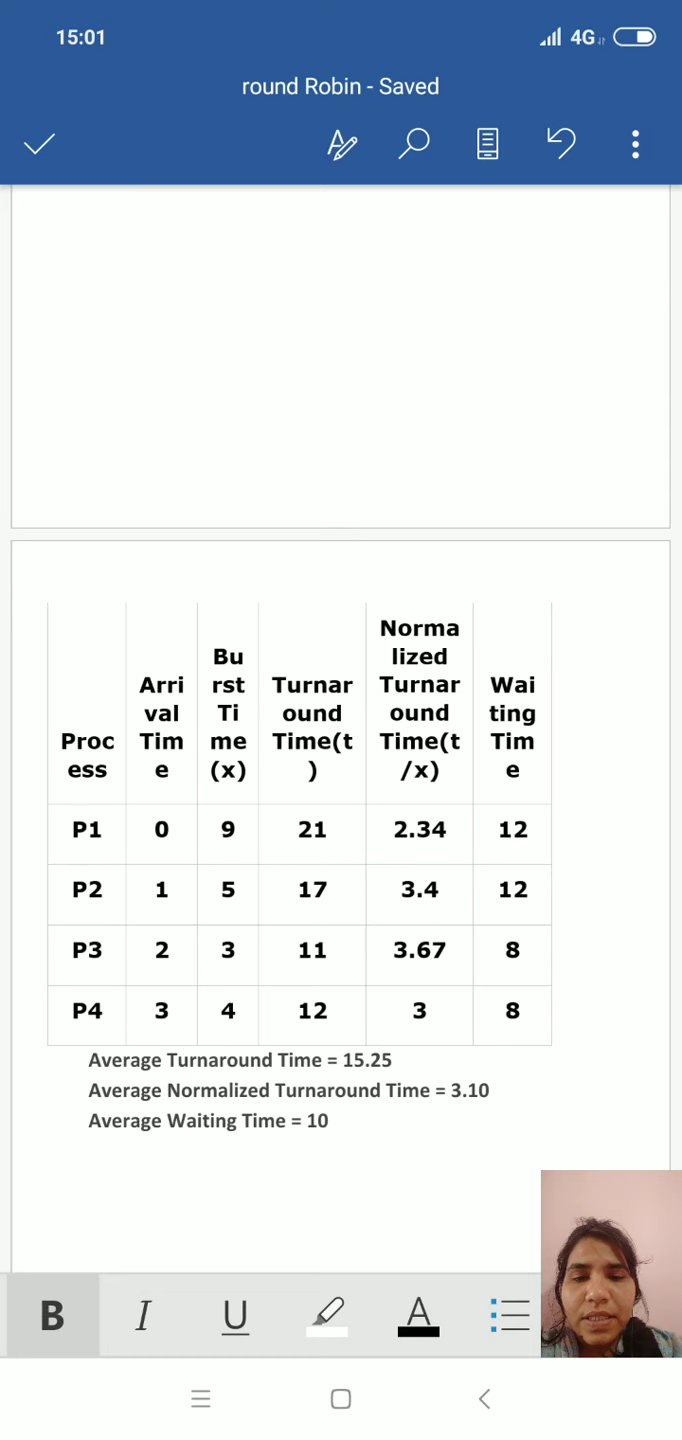 15:01
4G
round Robin - Saved
Process Arrival Time Burst Time (x) Turnaround Time(t) Normalized Turnaround Time(t/x) Waiting Time
P1 0 9 21 2.34 12
P2 1 5 17 3.4 12
P3 2 3 11 3.67 8
P4 3 4 12 3 8
Average Turnaround Time = 15.25
Average Normalized Turnaround Time = 3.10
Average Waiting Time = 10
B I U A